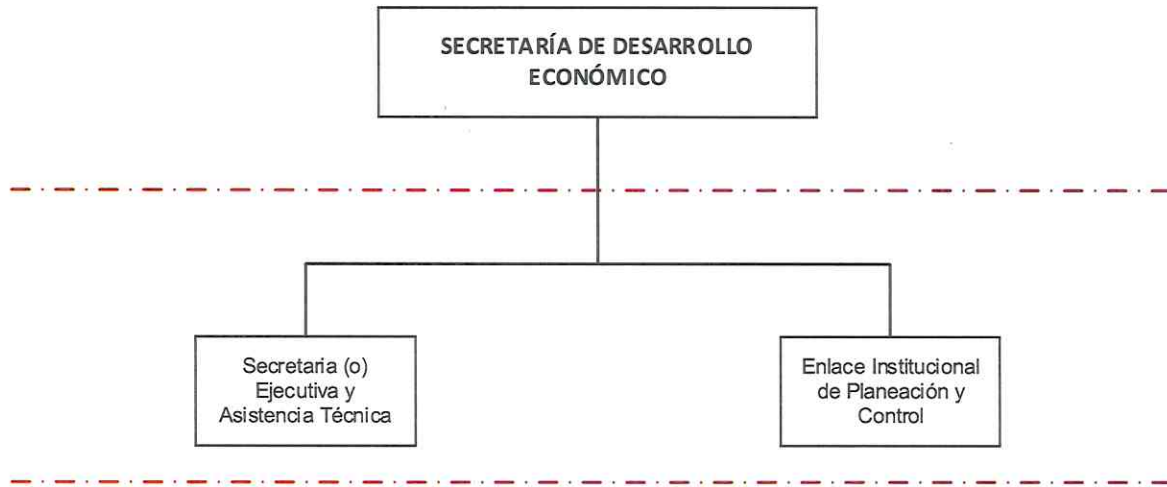 SECRETARÍA DE DESARROLLO
ECONÓMICO
Secretaria (o)
Ejecutiva y
Asistencia Técnica
Enlace Institucional
de Planeación y
Control